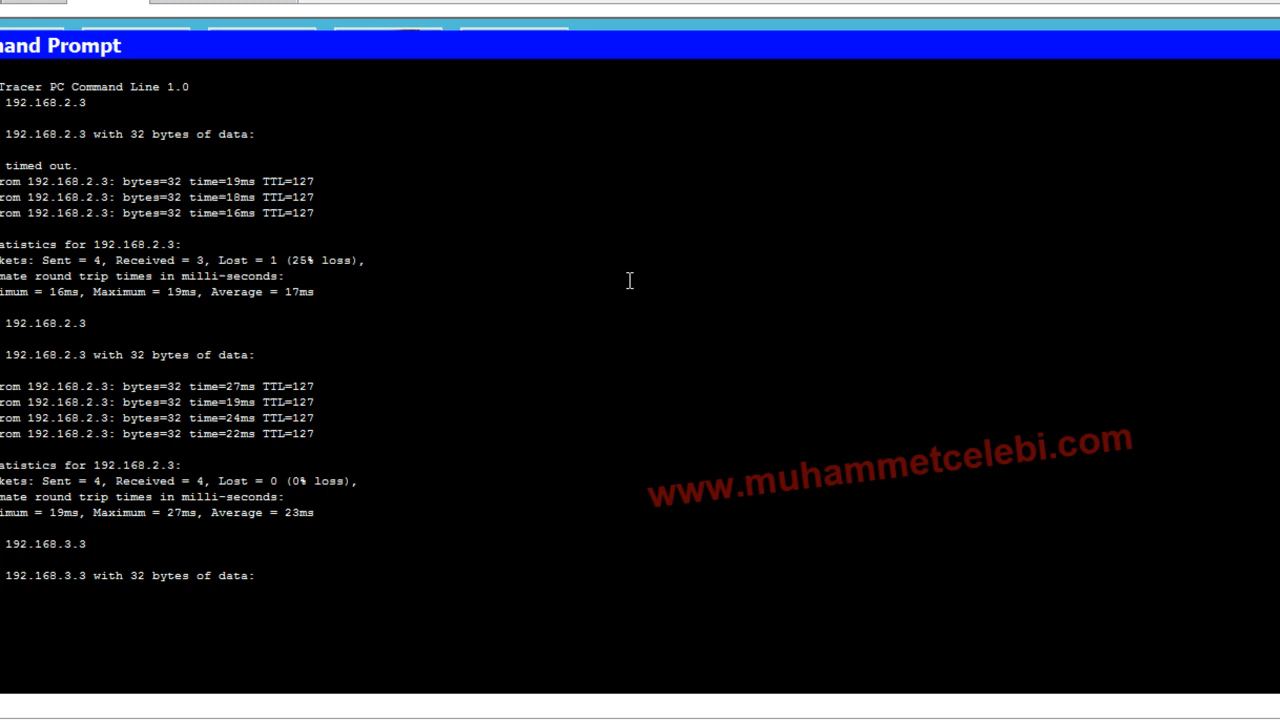 and Prompt
Tracer PC Command Line 1.0
192.168.2.3
192.168.2.3 with 32 bytes of data:
timed out.
rom 192.168.2.3: bytes=32 time=19ms TTL=127
rom 192.168.2.3: bytes=32 time=18ms TTL=127
rom 192.168.2.3: bytes=32 time=16ms TTL=127
atistics for 192.168.2.3:
kets: Sent = 4, Received = 3, Lost = 1 (25% loss),
mate round trip times in milli-seconds:
imum = 16ms, Maximum = 19ms, Average = 17ms
192.168.2.3
192.168.2.3 with 32 bytes of data:
rom 192.168.2.3: bytes=32 time=27ms TTL=127
rom 192.168.2.3: bytes=32 time=19ms TTL=127
rom 192.168.2.3: bytes=32 time=24ms TTL=127
rom 192.168.2.3: bytes=32 time=22ms TTL=127
atistics for 192.168.2.3:
kets: Sent = 4, Received = 4, Lost = 0 (0% loss),
mate round trip times in milli-seconds:
imum = 19ms, Maximum = 27ms, Average = 23ms
192.168.3.3
192.168.3.3 with 32 bytes of data:
www.muhammetcelebi.com